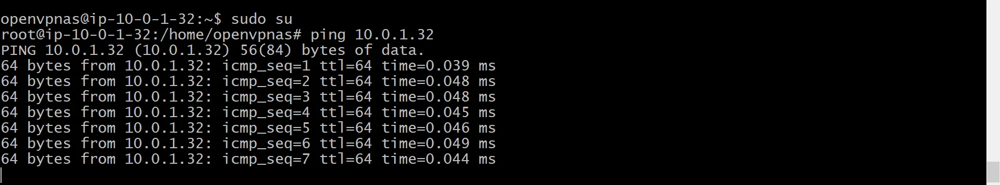 openvpnas@ip-10-0-1-32:~$ sudo su
root@ip-10-0-1-32:/home/openvpnas# ping 10.0.1.32
PING 10.0.1.32 (10.0.1.32) 56(84) bytes of data.
64 bytes from 10.0.1.32: icmp_seq=1 ttl=64 time=0.039 ms
64 bytes from 10.0.1.32: icmp_seq=2 ttl=64 time=0.048 ms
64 bytes from 10.0.1.32: icmp_seq=3 ttl=64 time=0.048 ms
64 bytes from 10.0.1.32: icmp_seq=4 ttl=64 time=0.045 ms
64 bytes from 10.0.1.32: icmp_seq=5 ttl=64 time=0.046 ms
64 bytes from 10.0.1.32: icmp_seq=6 ttl=64 time=0.049 ms
64 bytes from 10.0.1.32: icmp_seq=7 ttl=64 time=0.044 ms